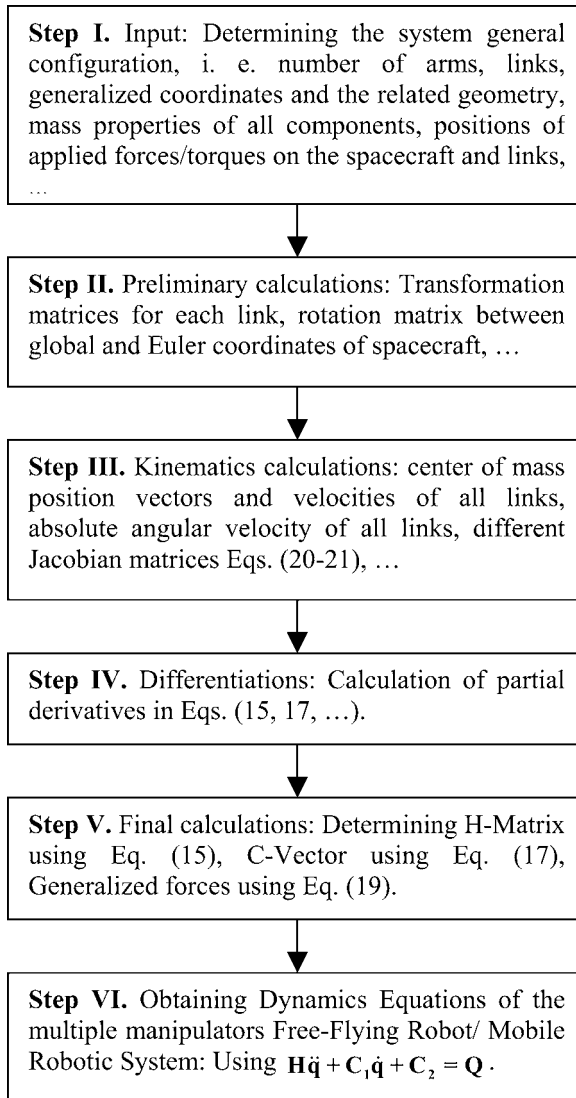 Step I. Input: Determining the system general
configuration, i. e. number of arms, links,
generalized coordinates and the related geometry,
mass properties of all components, positions of
applied forces/torques on the spacecraft and links,
…
Step II. Preliminary calculations: Transformation
matrices for each link, rotation matrix between
global and Euler coordinates of spacecraft, …
Step III. Kinematics calculations: center of mass
position vectors and velocities of all links,
absolute angular velocity of all links, different
Jacobian matrices Eqs. (20-21), …
Step IV. Differentiations: Calculation of partial
derivatives in Eqs. (15, 17, …).
Step V. Final calculations: Determining H-Matrix
using Eq. (15), C-Vector using Eq. (17),
Generalized forces using Eq. (19).
Step VI. Obtaining Dynamics Equations of the
multiple manipulators Free-Flying Robot/ Mobile
Robotic System: Using Hq̈ + C₁q̇ + C₂ = Q .